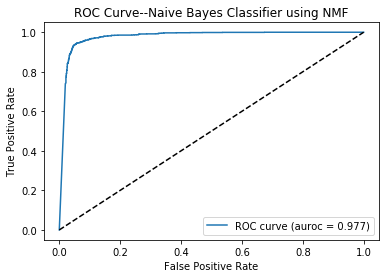 ROC Curve--Naive Bayes Classifier using NMF
True Positive Rate
1.0
0.8
0.6
0.4
0.2
0.0
ROC curve (auroc = 0.977)
0.0 0.2 0.4 0.6 0.8 1.0
False Positive Rate